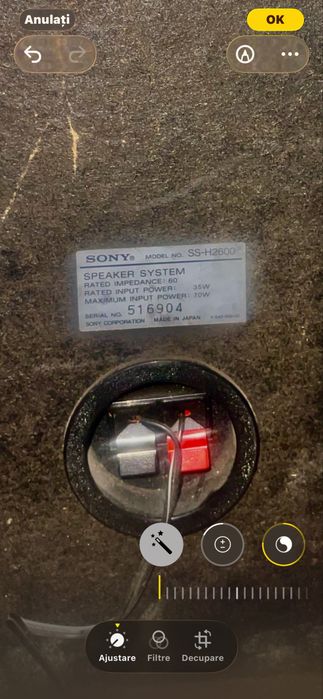 Anulați
OK
SONY® MODEL NO. SS-H2600
SPEAKER SYSTEM
RATED IMPEDANCE: 6Ω
RATED INPUT POWER: 35W
MAXIMUM INPUT POWER: 70W
SERIAL NO. 516904
SONY CORPORATION MADE IN JAPAN
Ajustare
Filtre
Decupare